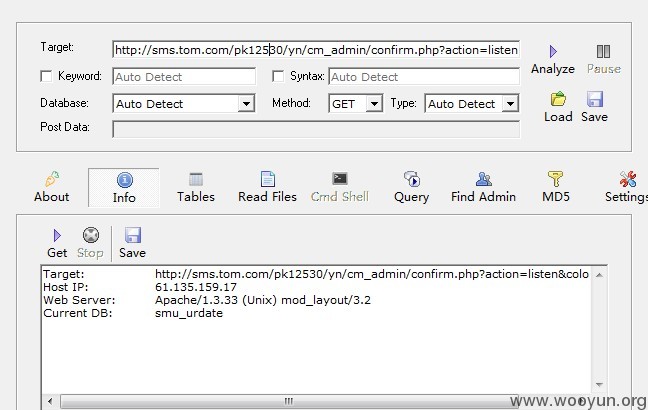 Target: http://sms.tom.com/pk12530/yn/cm_admin/confirm.php?action=listen
Analyze Pause
Keyword: Auto Detect Syntax: Auto Detect
Database: Auto Detect Method: GET Type: Auto Detect
Load Save
Post Data:
About Info Tables Read Files Cmd Shell Query Find Admin MD5 Settings
Get Stop Save
Target: http://sms.tom.com/pk12530/yn/cm_admin/confirm.php?action=listen&colo
Host IP: 61.135.159.17
Web Server: Apache/1.3.33 (Unix) mod_layout/3.2
Current DB: smu_urdate
www.wooyun.org